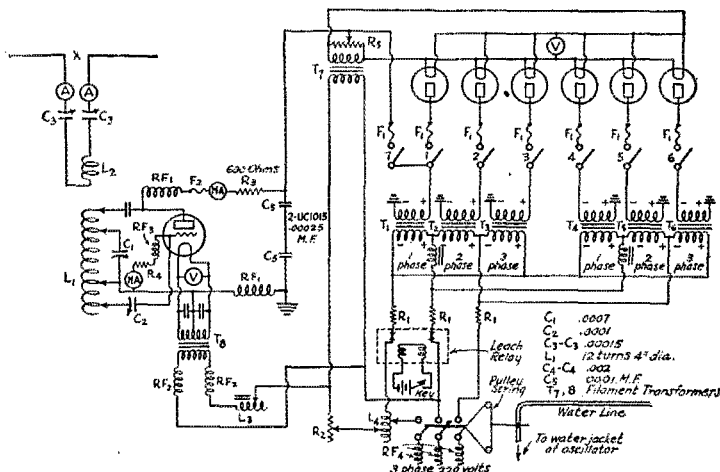 X
A A
C3 C3
L2
RF1 F2 MA R3
600 Ohms
T7 R5
V
F1 F1 F1 F1 F1 F1 F1
7 1 2 3 4 5 6
C5
2-UC1015
.00025
M.F.
C5
RF3
C1
R4
MA
L1
V
RF1
C2
T8
RF2 RF2
L3
T1 T2 T3 T4 T5 T6
- + - + - + - + - + - +
1 phase 2 phase 3 phase 1 phase 2 phase 3 phase
R1 R1 R1
Leach
Relay
Key
Pulley
String
R2
L4
RF4
3 phase 220 volts
C1 .0007
C2 .0001
C3-C3 .00015
L1 12 turns 4" dia.
C4-C4 .002
C5 .0001 M.F.
T7, 8 Filament Transformers
Water Line
To water jacket
of oscillator